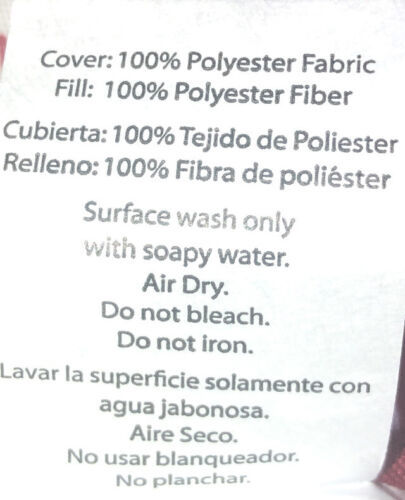 Cover: 100% Polyester Fabric
Fill: 100% Polyester Fiber
Cubierta: 100% Tejido de Poliester
Relleno: 100% Fibra de poliéster
Surface wash only
with soapy water.
Air Dry.
Do not bleach.
Do not iron.
Lavar la superficie solamente con
agua jabonosa.
Aire Seco.
No usar blanqueador.
No planchar.